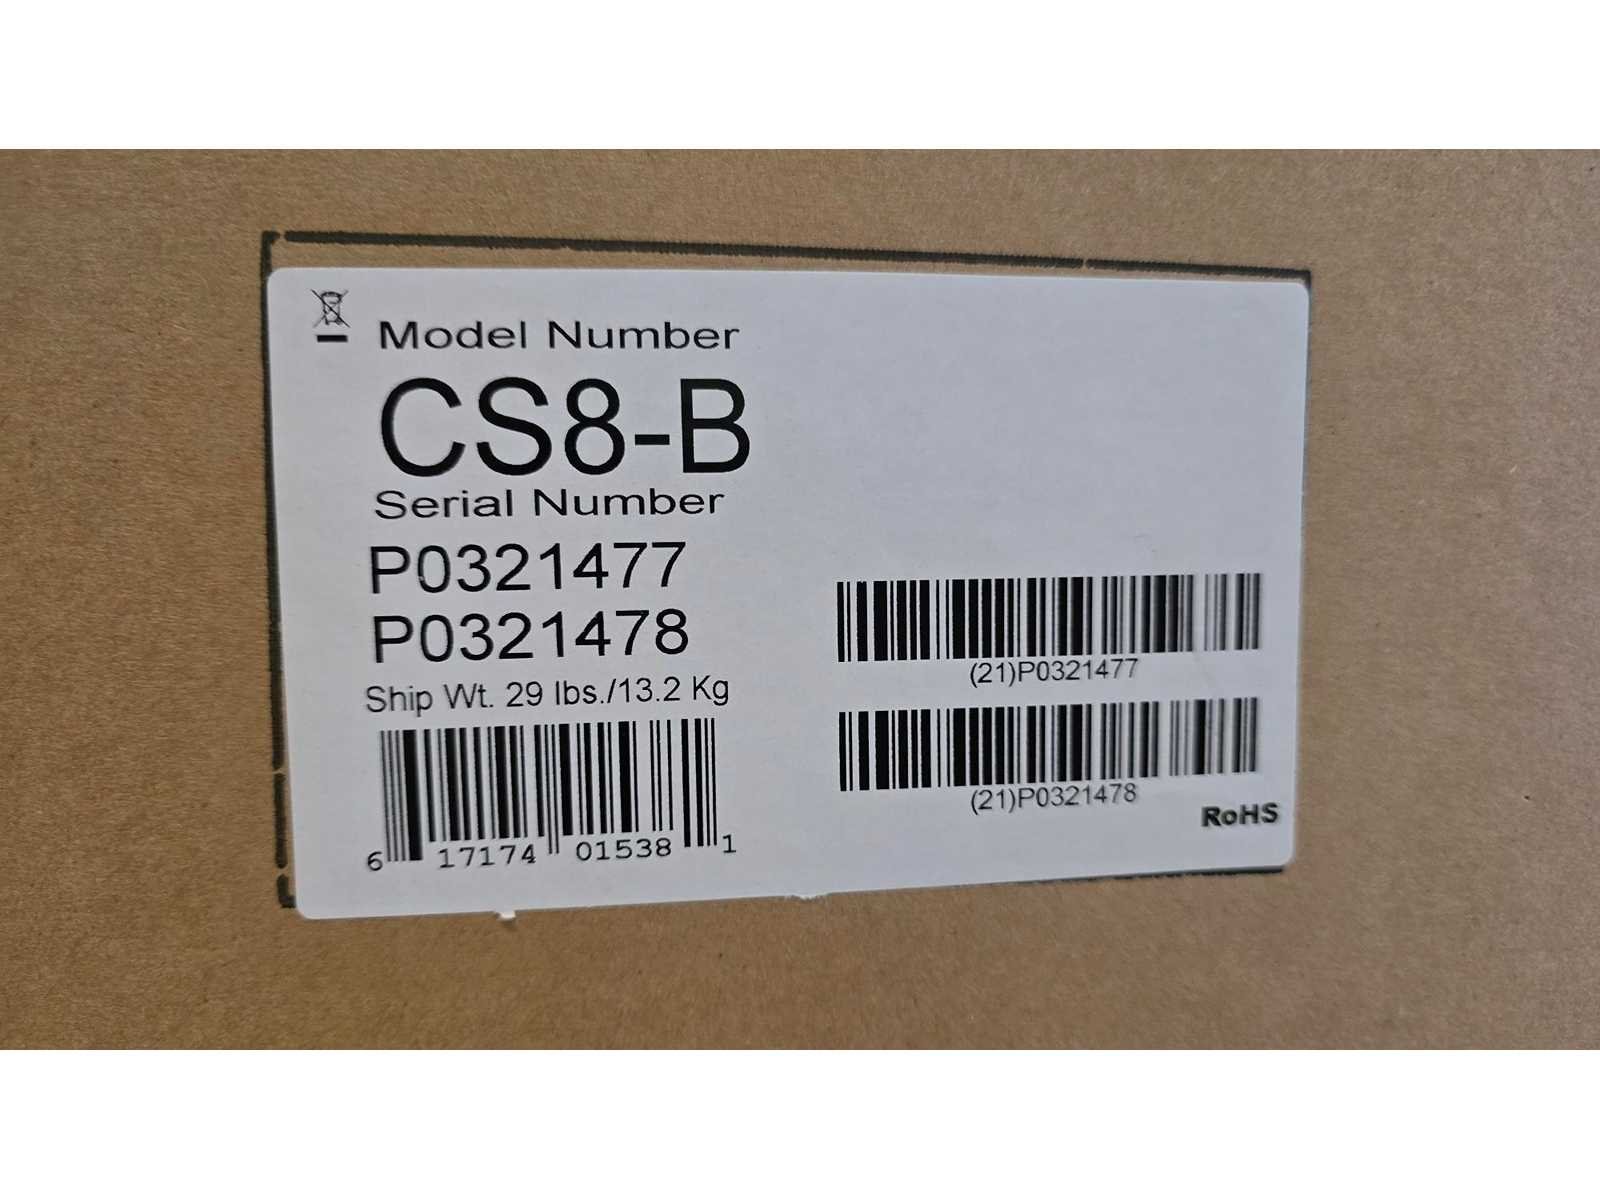 Model Number
CS8-B
Serial Number
P0321477
P0321478
Ship Wt. 29 lbs./13.2 Kg
6 17174 01538 1
(21)P0321477
(21)P0321478
RoHS